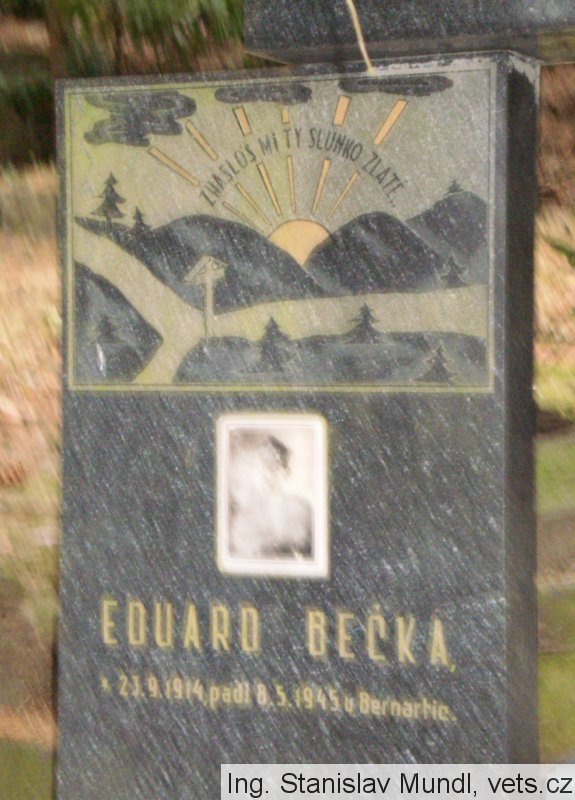 ZHASLOS MI TY SLUNKO ZLATÉ.
EDUARD BEČKA,
* 23.9.1914, padl 8.5.1945 u Bernartic.
Ing. Stanislav Mundl, vets.cz